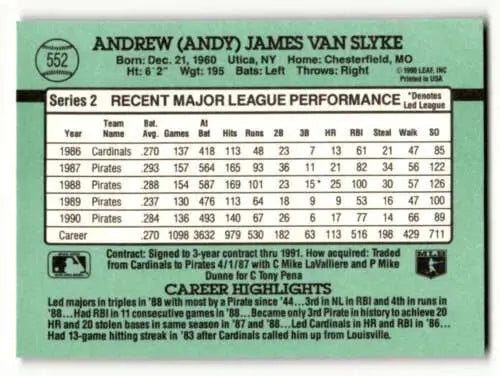 552
ANDREW (ANDY) JAMES VAN SLYKE
Born: Dec. 21, 1960 Utica, NY Home: Chesterfield, MO
Ht: 6'2" Wgt: 195 Bats: Left Throws: Right
© 1990 LEAF, INC
Printed in USA
Series 2 RECENT MAJOR LEAGUE PERFORMANCE *Denotes Led League
Year Team Name Bat. Avg. Games At Bat Hits Runs 2B 3B HR RBI Steal Walk SO
1986 Cardinals .270 137 418 113 48 23 7 13 61 21 47 85
1987 Pirates .293 157 564 165 93 36 11 21 82 34 56 122
1988 Pirates .288 154 587 169 101 23 15* 25 100 30 57 126
1989 Pirates .237 130 476 113 64 18 9 9 53 16 47 100
1990 Pirates .284 136 493 140 67 26 6 17 77 14 66 89
Career .270 1098 3632 979 530 182 63 113 516 198 429 711
Contract: Signed to 3-year contract thru 1991. How acquired: Traded
from Cardinals to Pirates 4/1/87 with C Mike LaValliere and P Mike
Dunne for C Tony Pena
CAREER HIGHLIGHTS
Led majors in triples in '88 with most by a Pirate since '44...3rd in NL in RBI and 4th in runs in
'88...Had RBI in 11 consecutive games in '88...Became only 3rd Pirate in history to achieve 20
HR and 20 stolen bases in same season in '87 and '88...Led Cardinals in HR and RBI in '86...
Had 13-game hitting streak in '83 after Cardinals called him up from Louisville.